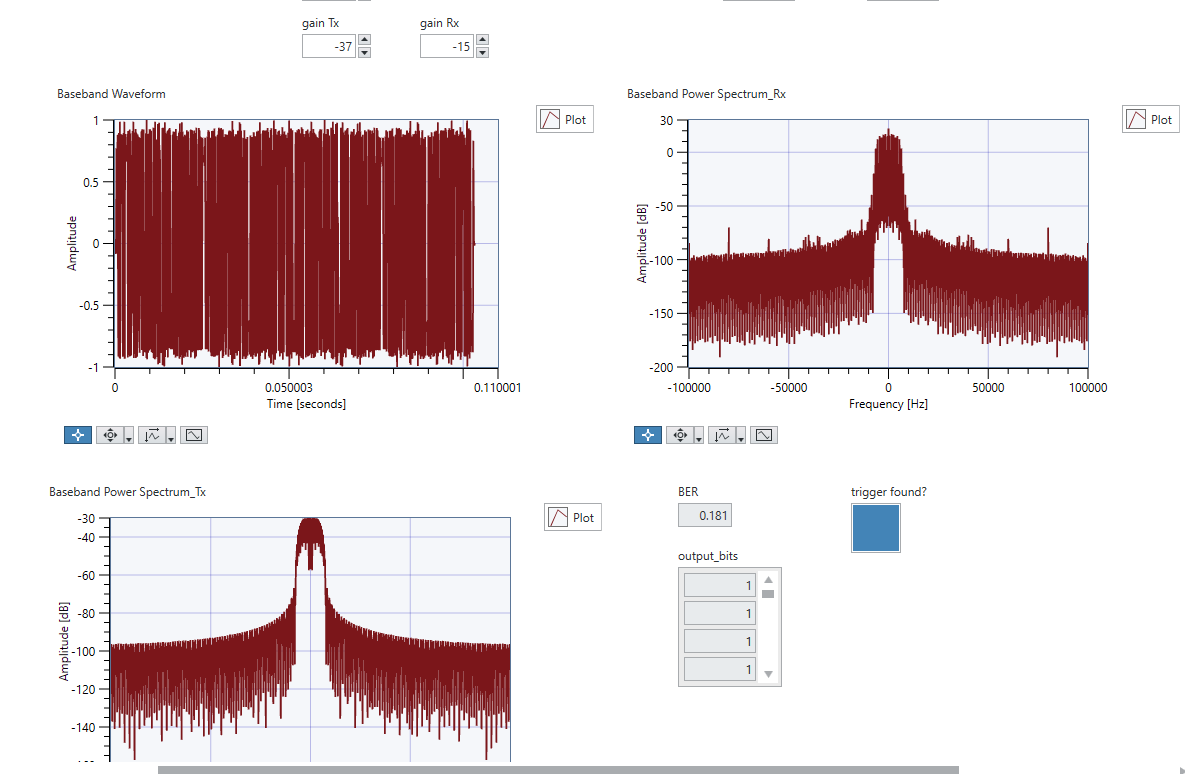 gain Tx gain Rx
-37 -15
Baseband Waveform
Plot
1
0.5
0
-0.5
-1
Amplitude
0 0.050003 0.110001
Time [seconds]
Baseband Power Spectrum_Rx
Plot
30
0
-50
-100
-150
-200
Amplitude [dB]
-100000 -50000 0 50000 100000
Frequency [Hz]
Baseband Power Spectrum_Tx
Plot
-30
-40
-60
-80
-100
-120
-140
Amplitude [dB]
BER
0.181
trigger found?
output_bits
1
1
1
1